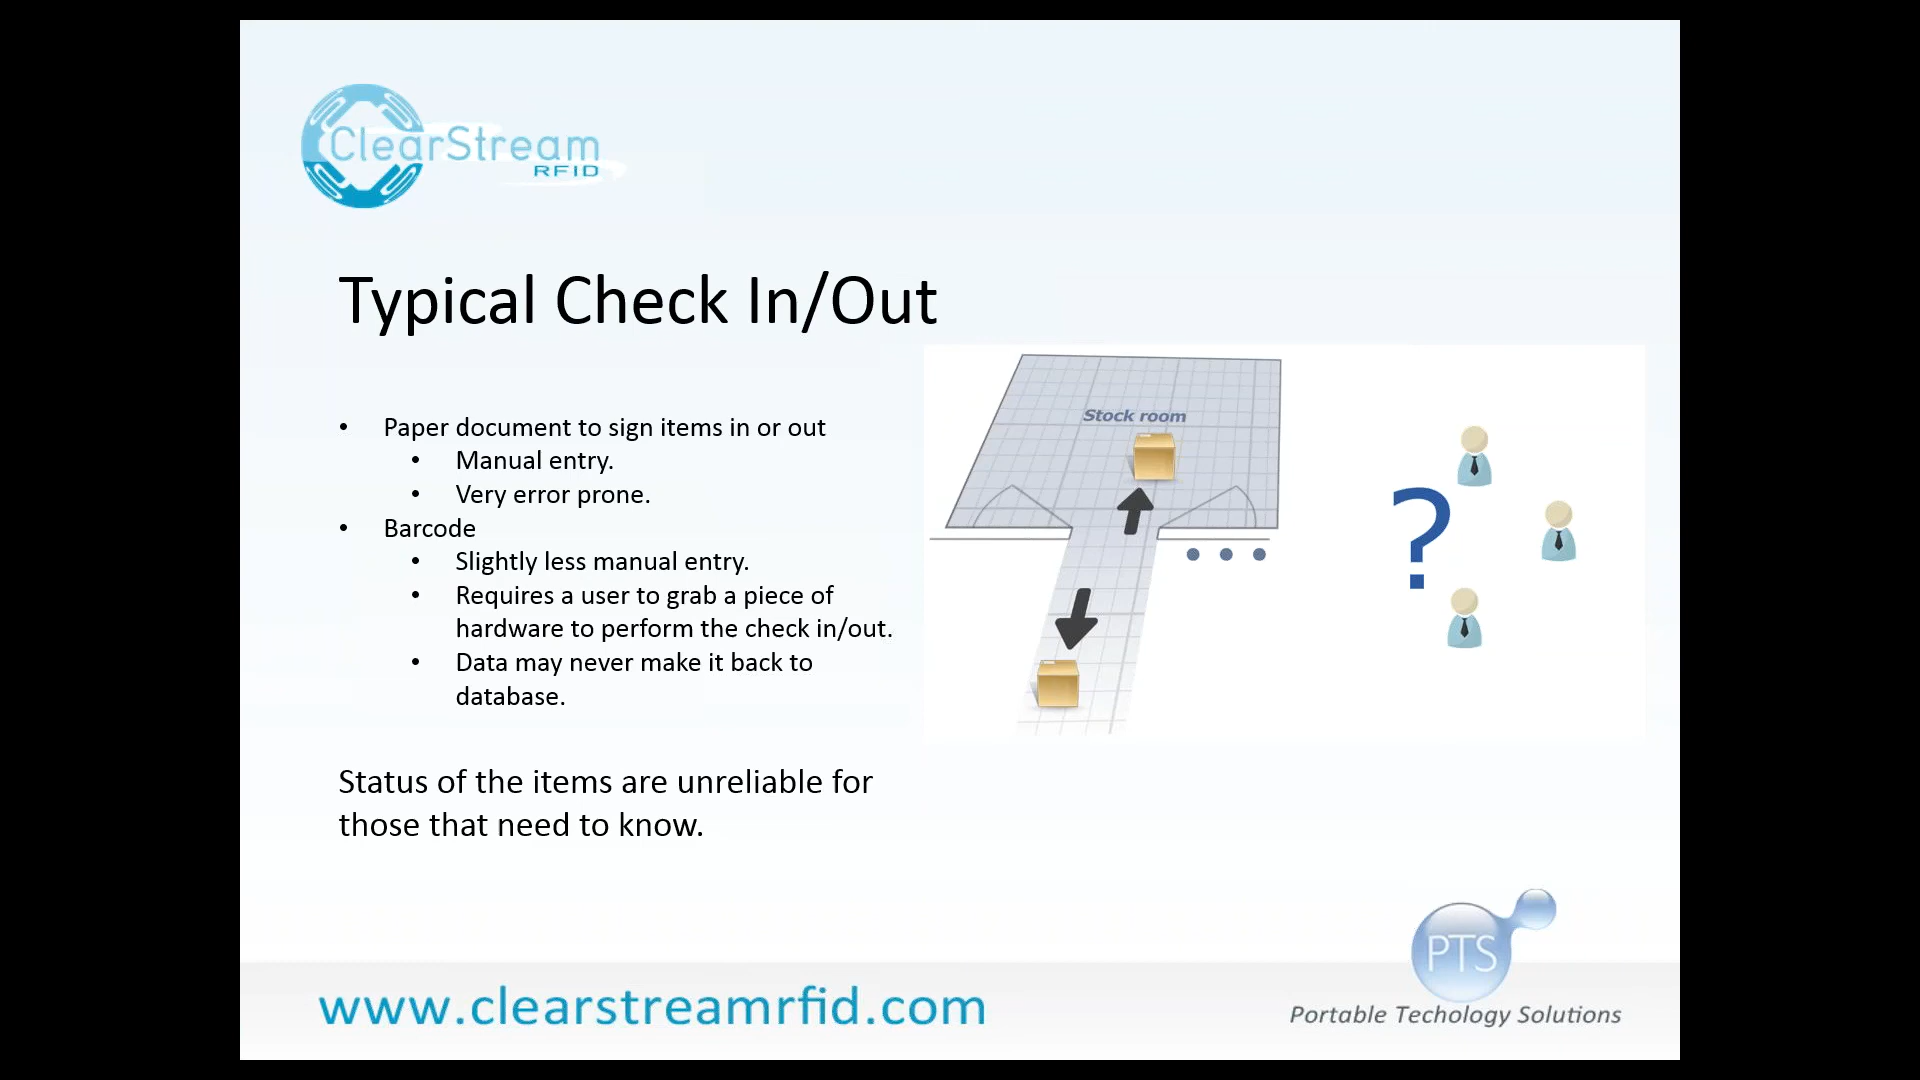 ClearStream
RFID
Typical Check In/Out
• Paper document to sign items in or out
• Manual entry.
• Very error prone.
• Barcode
• Slightly less manual entry.
• Requires a user to grab a piece of
hardware to perform the check in/out.
• Data may never make it back to
database.
Status of the items are unreliable for
those that need to know.
Stock room
?
www.clearstreamrfid.com
PTS
Portable Techology Solutions